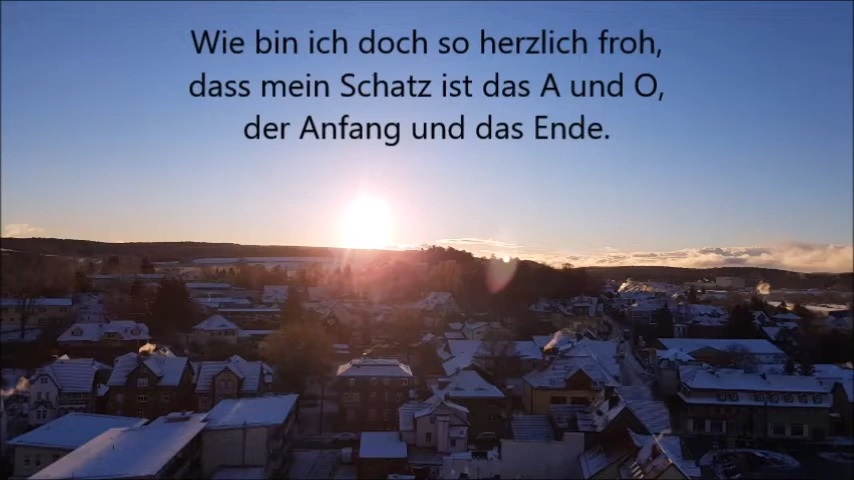 Wie bin ich doch so herzlich froh,
dass mein Schatz ist das A und O,
der Anfang und das Ende.